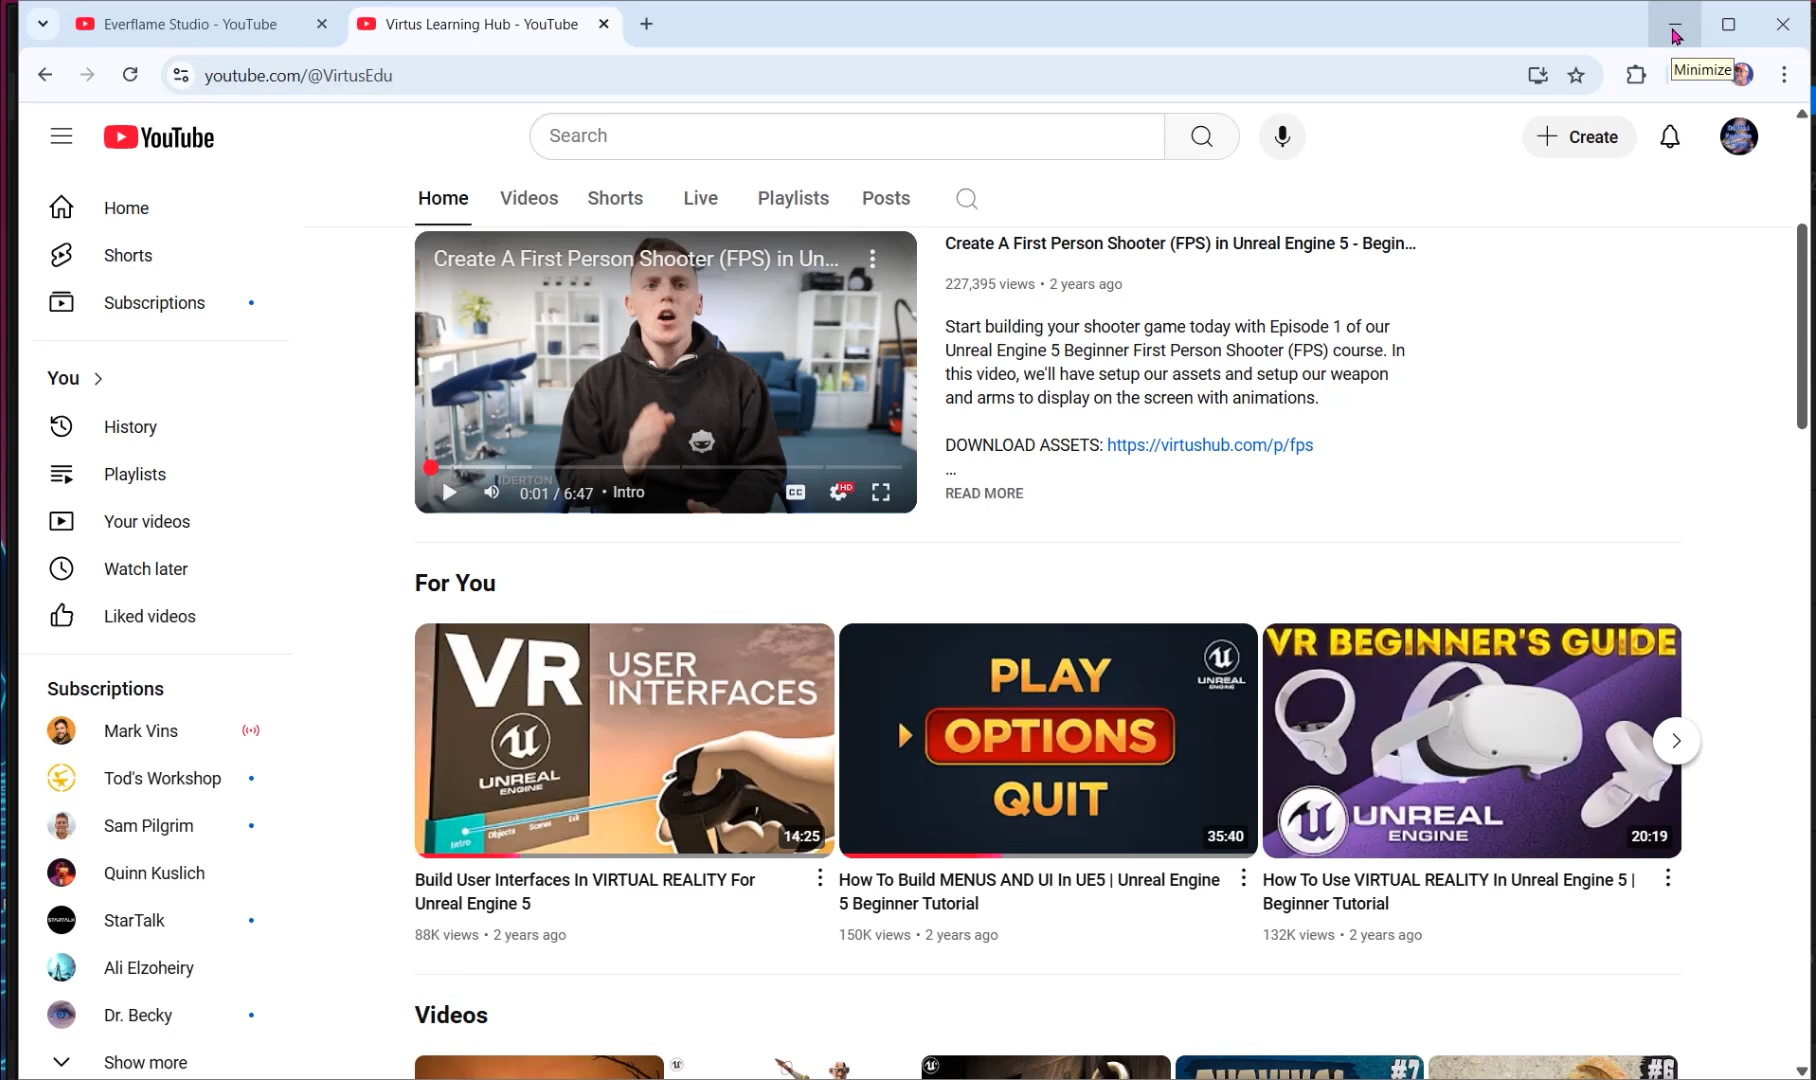 Everflame Studio - YouTube
Virtus Learning Hub - YouTube
youtube.com/@VirtusEdu
Minimize
YouTube
Search
Create
Home
Videos
Shorts
Live
Playlists
Posts
Home
Shorts
Subscriptions
You
History
Playlists
Your videos
Watch later
Liked videos
Subscriptions
Mark Vins
Tod's Workshop
Sam Pilgrim
Quinn Kuslich
StarTalk
Ali Elzoheiry
Dr. Becky
Show more
Create A First Person Shooter (FPS) in Un...
0:01 / 6:47 • Intro
CC
HD
Create A First Person Shooter (FPS) in Unreal Engine 5 - Begin...
227,395 views • 2 years ago
Start building your shooter game today with Episode 1 of our
Unreal Engine 5 Beginner First Person Shooter (FPS) course. In
this video, we'll have setup our assets and setup our weapon
and arms to display on the screen with animations.
DOWNLOAD ASSETS: https://virtushub.com/p/fps
...
READ MORE
For You
VR USER
INTERFACES
UNREAL
ENGINE
Intro
Objects
Scenes
Exit
14:25
Build User Interfaces In VIRTUAL REALITY For
Unreal Engine 5
88K views • 2 years ago
PLAY
OPTIONS
QUIT
UNREAL
ENGINE
35:40
How To Build MENUS AND UI In UE5 | Unreal Engine
5 Beginner Tutorial
150K views • 2 years ago
VR BEGINNER'S GUIDE
UNREAL
ENGINE
20:19
How To Use VIRTUAL REALITY In Unreal Engine 5 |
Beginner Tutorial
132K views • 2 years ago
Videos
#7
#6